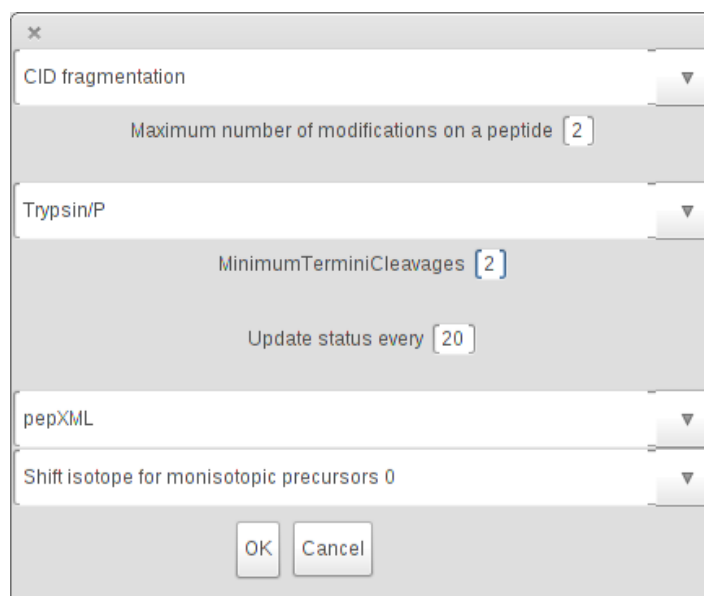 CID fragmentation
Maximum number of modifications on a peptide 2
Trypsin/P
MinimumTerminiCleavages 2
Update status every 20
pepXML
Shift isotope for monisotopic precursors 0
OK Cancel